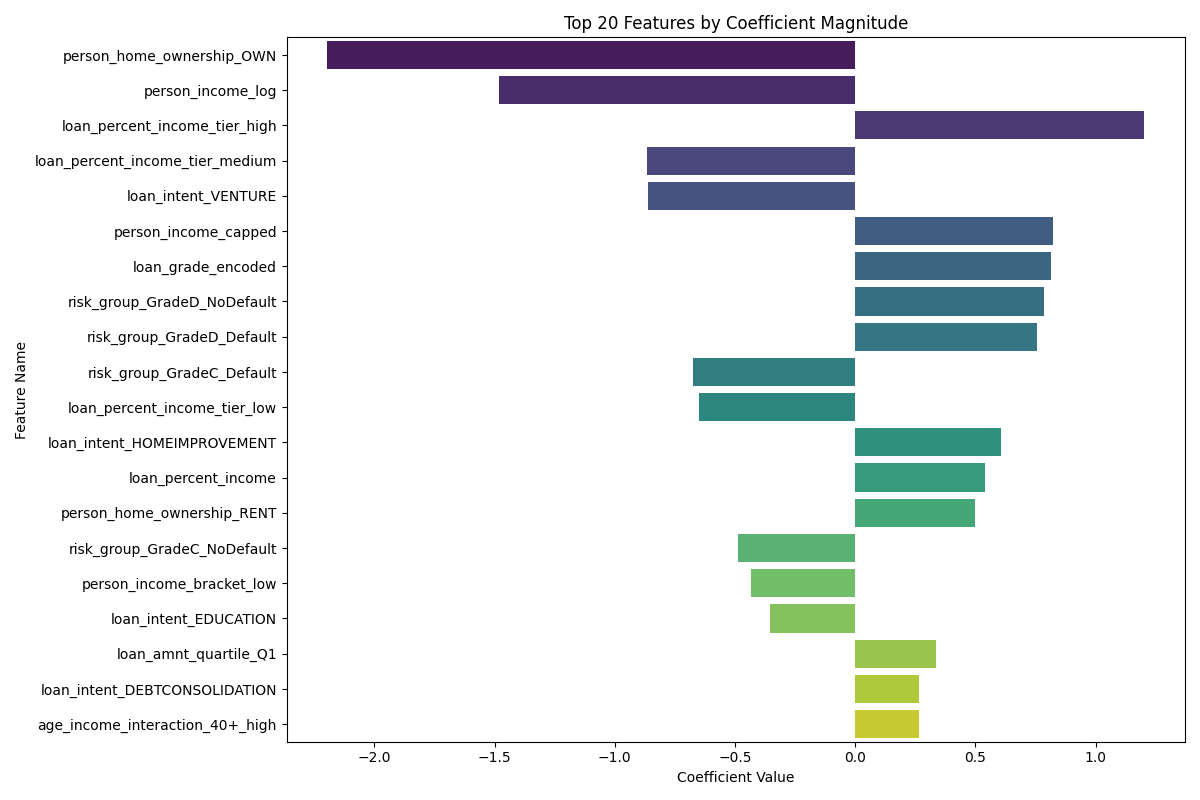 Top 20 Features by Coefficient Magnitude
Feature Name
person_home_ownership_OWN
person_income_log
loan_percent_income_tier_high
loan_percent_income_tier_medium
loan_intent_VENTURE
person_income_capped
loan_grade_encoded
risk_group_GradeD_NoDefault
risk_group_GradeD_Default
risk_group_GradeC_Default
loan_percent_income_tier_low
loan_intent_HOMEIMPROVEMENT
loan_percent_income
person_home_ownership_RENT
risk_group_GradeC_NoDefault
person_income_bracket_low
loan_intent_EDUCATION
loan_amnt_quartile_Q1
loan_intent_DEBTCONSOLIDATION
age_income_interaction_40+_high
−2.0 −1.5 −1.0 −0.5 0.0 0.5 1.0
Coefficient Value